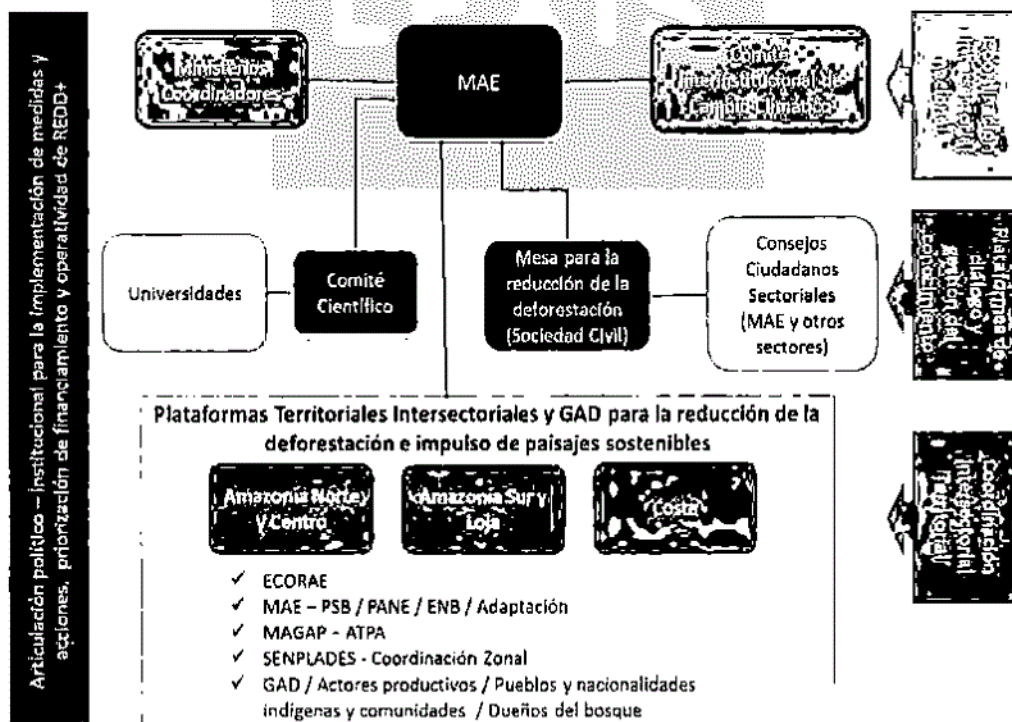 Articulación político – institucional para la implementación de medidas y
acciones, priorización de financiamiento y operatividad de REDD+
Ministerios
Coordinadores
MAE
Comité
Interinstitucional de
Cambio Climático
Universidades
Comité
Científico
Mesa para la
reducción de la
deforestación
(Sociedad Civil)
Consejos
Ciudadanos
Sectoriales
(MAE y otros
sectores)
Plataformas de
diálogo y
gestión del
conocimiento
Plataformas Territoriales Intersectoriales y GAD para la reducción de la
deforestación e impulso de paisajes sostenibles
Amazonía Norte
y Centro
Amazonía Sur y
Loja
Costa
Coordinación
Intersectorial
Territorial
✓ ECORAE
✓ MAE – PSB / PANE / ENB / Adaptación
✓ MAGAP - ATPA
✓ SENPLADES - Coordinación Zonal
✓ GAD / Actores productivos / Pueblos y nacionalidades
indígenas y comunidades / Dueños del bosque